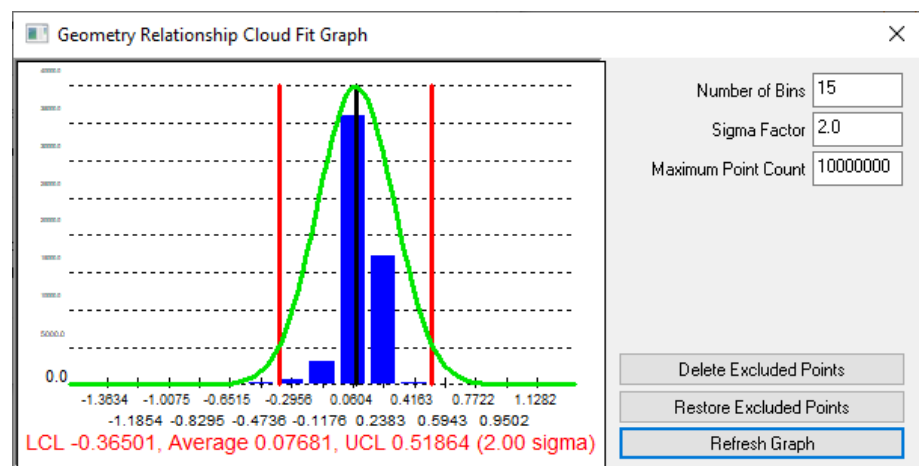 Geometry Relationship Cloud Fit Graph
Number of Bins 15
Sigma Factor 2.0
Maximum Point Count 10000000
5000.0
0.0
-1.3634 -1.0075 -0.6515 -0.2956 0.0604 0.4163 0.7722 1.1282
-1.1854 -0.8295 -0.4736 -0.1176 0.2383 0.5943 0.9502
LCL -0.36501, Average 0.07681, UCL 0.51864 (2.00 sigma)
Delete Excluded Points
Restore Excluded Points
Refresh Graph